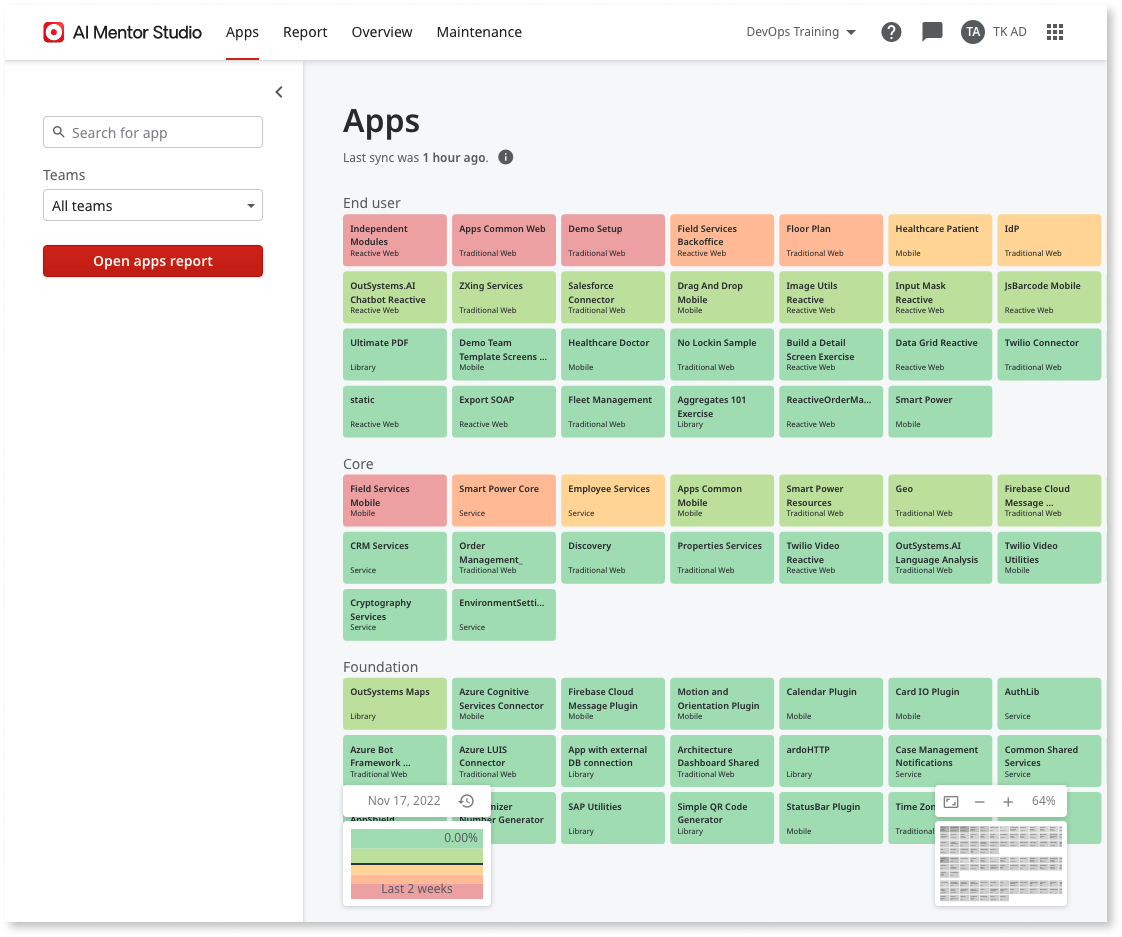 AI Mentor Studio
Apps
Report
Overview
Maintenance
DevOps Training
TA
TK AD
Search for app
Teams
All teams
Open apps report
Apps
Last sync was 1 hour ago.
End user
Independent
Modules
Reactive Web
Apps Common Web
Traditional Web
Demo Setup
Traditional Web
Field Services
Backoffice
Reactive Web
Floor Plan
Traditional Web
Healthcare Patient
Mobile
IdP
Traditional Web
OutSystems.AI
Chatbot Reactive
Reactive Web
ZXing Services
Traditional Web
Salesforce
Connector
Traditional Web
Drag And Drop
Mobile
Mobile
Image Utils
Reactive
Reactive Web
Input Mask
Reactive
Reactive Web
JsBarcode Mobile
Reactive Web
Ultimate PDF
Library
Demo Team
Template Screens ...
Mobile
Healthcare Doctor
Mobile
No Lockin Sample
Traditional Web
Build a Detail
Screen Exercise
Reactive Web
Data Grid Reactive
Reactive Web
Twilio Connector
Traditional Web
static
Reactive Web
Export SOAP
Reactive Web
Fleet Management
Traditional Web
Aggregates 101
Exercise
Library
ReactiveOrderMa...
Reactive Web
Smart Power
Mobile
Core
Field Services
Mobile
Mobile
Smart Power Core
Service
Employee Services
Service
Apps Common
Mobile
Mobile
Smart Power
Resources
Traditional Web
Geo
Traditional Web
Firebase Cloud
Message ...
Traditional Web
CRM Services
Service
Order
Management_
Traditional Web
Discovery
Traditional Web
Properties Services
Traditional Web
Twilio Video
Reactive
Reactive Web
OutSystems.AI
Language Analysis
Traditional Web
Twilio Video
Utilities
Mobile
Cryptography
Services
Service
EnvironmentSetti...
Service
Foundation
OutSystems Maps
Library
Azure Cognitive
Services Connector
Mobile
Firebase Cloud
Message Plugin
Mobile
Motion and
Orientation Plugin
Mobile
Calendar Plugin
Mobile
Card IO Plugin
Mobile
AuthLib
Service
Azure Bot
Framework ...
Traditional Web
Azure LUIS
Connector
Traditional Web
App with external
DB connection
Library
Architecture
Dashboard Shared
Traditional Web
ardoHTTP
Library
Case Management
Notifications
Service
Common Shared
Services
Service
AppShield
Number Generator
SAP Utilities
Library
Simple QR Code
Generator
Library
StatusBar Plugin
Mobile
Time Zon
Traditional
Nov 17, 2022
0.00%
Last 2 weeks
64%